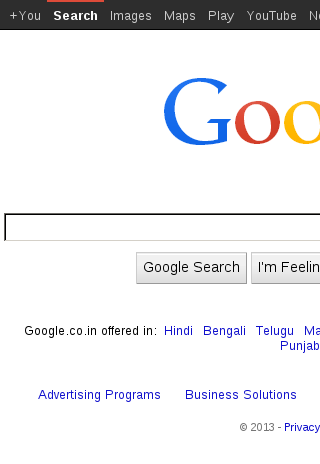 +You Search Images Maps Play YouTube
Goo
Google Search I'm Feelin
Google.co.in offered in: Hindi Bengali Telugu Ma
Punjab
Advertising Programs Business Solutions
© 2013 - Privacy